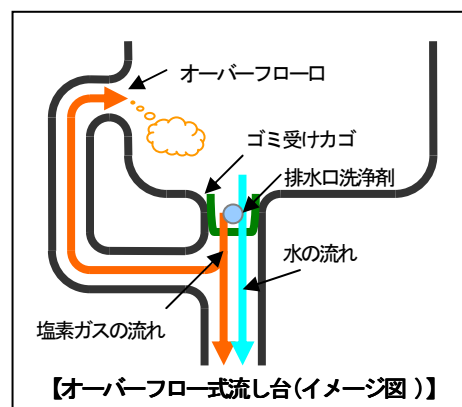 オーバーフロー口
ゴミ受けカゴ
排水口洗浄剤
水の流れ
塩素ガスの流れ
【オーバーフロー式流し台(イメージ図 )】